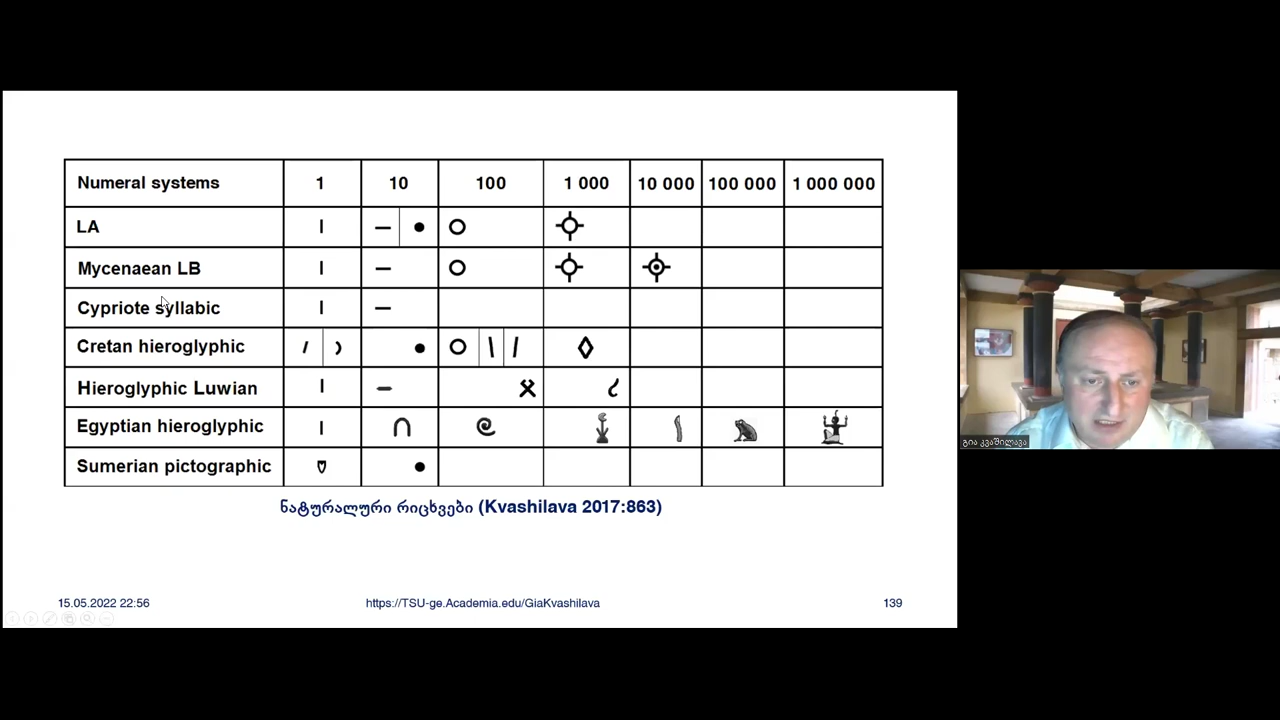 Numeral systems 1 10 100 1 000 10 000 100 000 1 000 000
LA
Mycenaean LB
Cypriote syllabic
Cretan hieroglyphic
Hieroglyphic Luwian
Egyptian hieroglyphic
Sumerian pictographic
ნატურალური რიცხვები (Kvashilava 2017:863)
15.05.2022 22:56 https://TSU-ge.Academia.edu/GiaKvashilava 139
გია კვაშილავა